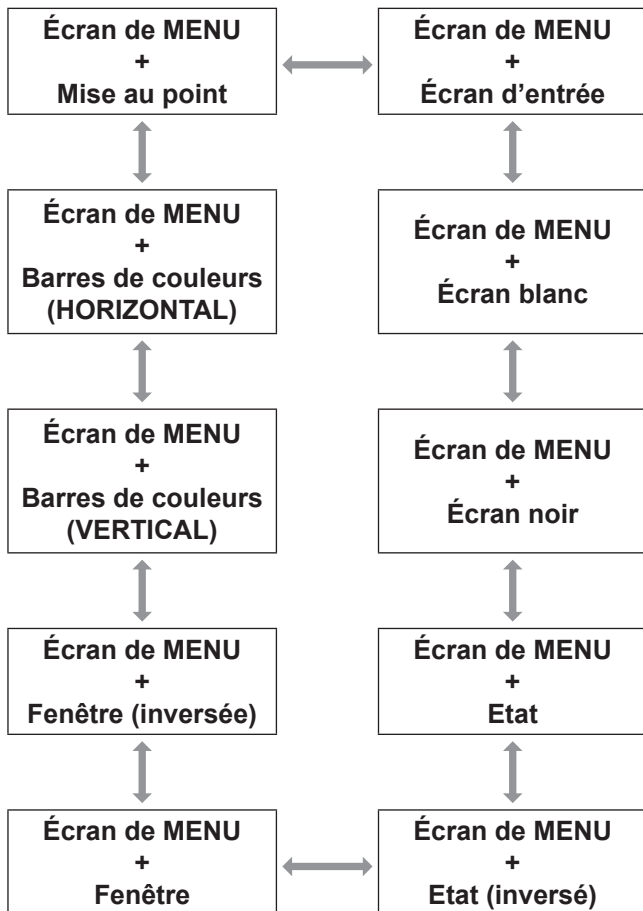 Écran de MENU
+
Mise au point
Écran de MENU
+
Écran d'entrée
Écran de MENU
+
Barres de couleurs
(HORIZONTAL)
Écran de MENU
+
Écran blanc
Écran de MENU
+
Barres de couleurs
(VERTICAL)
Écran de MENU
+
Écran noir
Écran de MENU
+
Fenêtre (inversée)
Écran de MENU
+
Etat
Écran de MENU
+
Fenêtre
Écran de MENU
+
Etat (inversé)